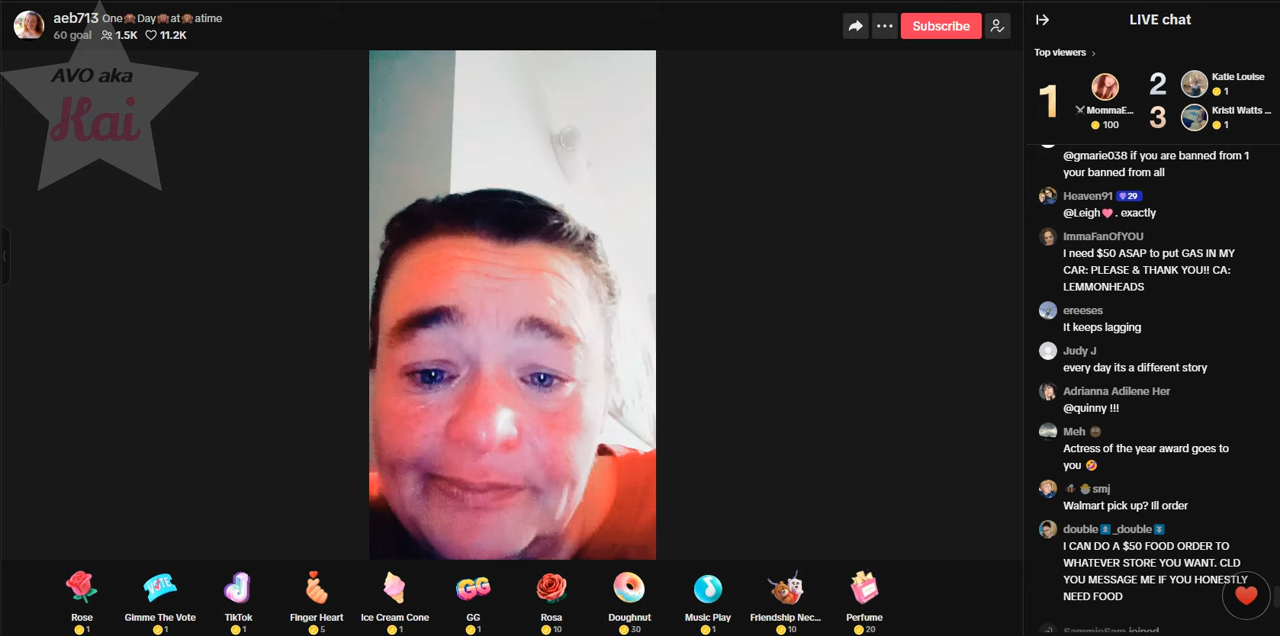 aeb713 One🙈Day🙈at🙈atime
60 goal 1.5K 11.2K
Subscribe
AVO aka
Kai
LIVE chat
Top viewers
1
MommaE...
100
2
Katie Louise
1
3
Kristi Watts ...
1
@gmarie038 if you are banned from 1
your banned from all
Heaven91 29
@Leigh💗. exactly
ImmaFanOfYOU
I need $50 ASAP to put GAS IN MY
CAR: PLEASE & THANK YOU!! CA:
LEMMONHEADS
ereeses
It keeps lagging
Judy J
every day its a different story
Adrianna Adilene Her
@quinny !!!
Meh
Actress of the year award goes to
you 🤣
smj
Walmart pick up? Ill order
double _double
I CAN DO A $50 FOOD ORDER TO
WHATEVER STORE YOU WANT. CLD
YOU MESSAGE ME IF YOU HONESTLY
NEED FOOD
SammieSam joined
Rose
1
Gimme The Vote
1
TikTok
1
Finger Heart
5
Ice Cream Cone
1
GG
1
Rosa
10
Doughnut
30
Music Play
1
Friendship Nec...
10
Perfume
20